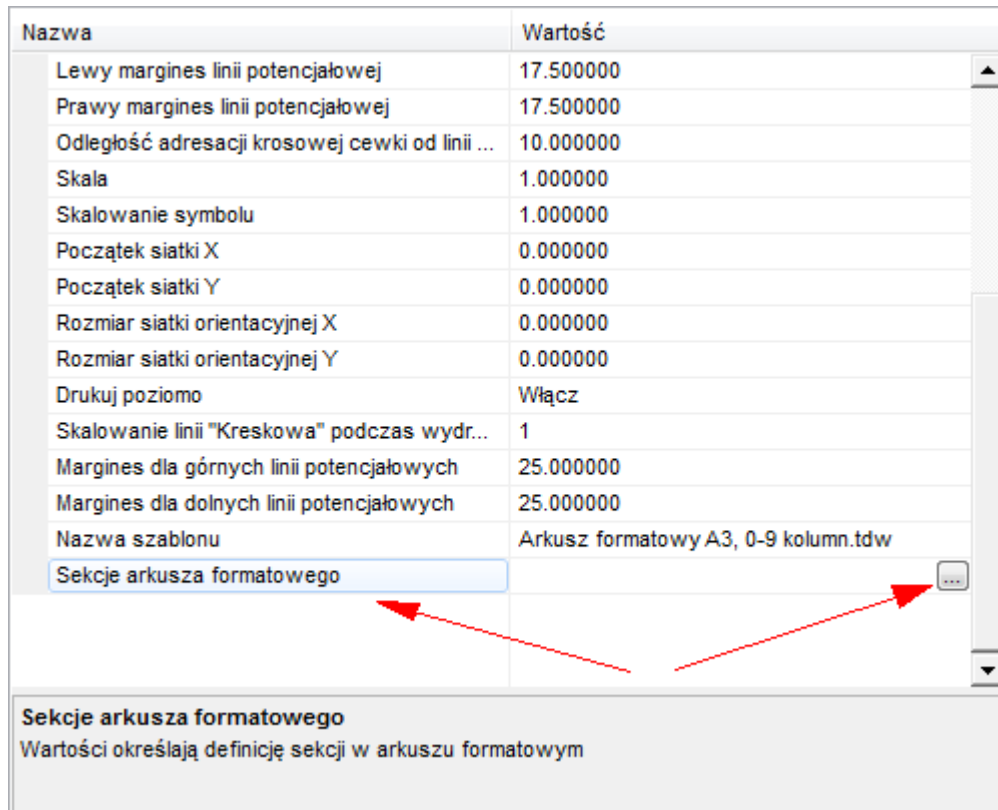 Nazwa Wartość
Lewy margines linii potencjałowej 17.500000
Prawy margines linii potencjałowej 17.500000
Odległość adresacji krosowej cewki od linii ... 10.000000
Skala 1.000000
Skalowanie symbolu 1.000000
Początek siatki X 0.000000
Początek siatki Y 0.000000
Rozmiar siatki orientacyjnej X 0.000000
Rozmiar siatki orientacyjnej Y 0.000000
Drukuj poziomo Włącz
Skalowanie linii "Kreskowa" podczas wydr... 1
Margines dla górnych linii potencjałowych 25.000000
Margines dla dolnych linii potencjałowych 25.000000
Nazwa szablonu Arkusz formatowy A3, 0-9 kolumn.tdw
Sekcje arkusza formatowego ...
Sekcje arkusza formatowego
Wartości określają definicję sekcji w arkuszu formatowym